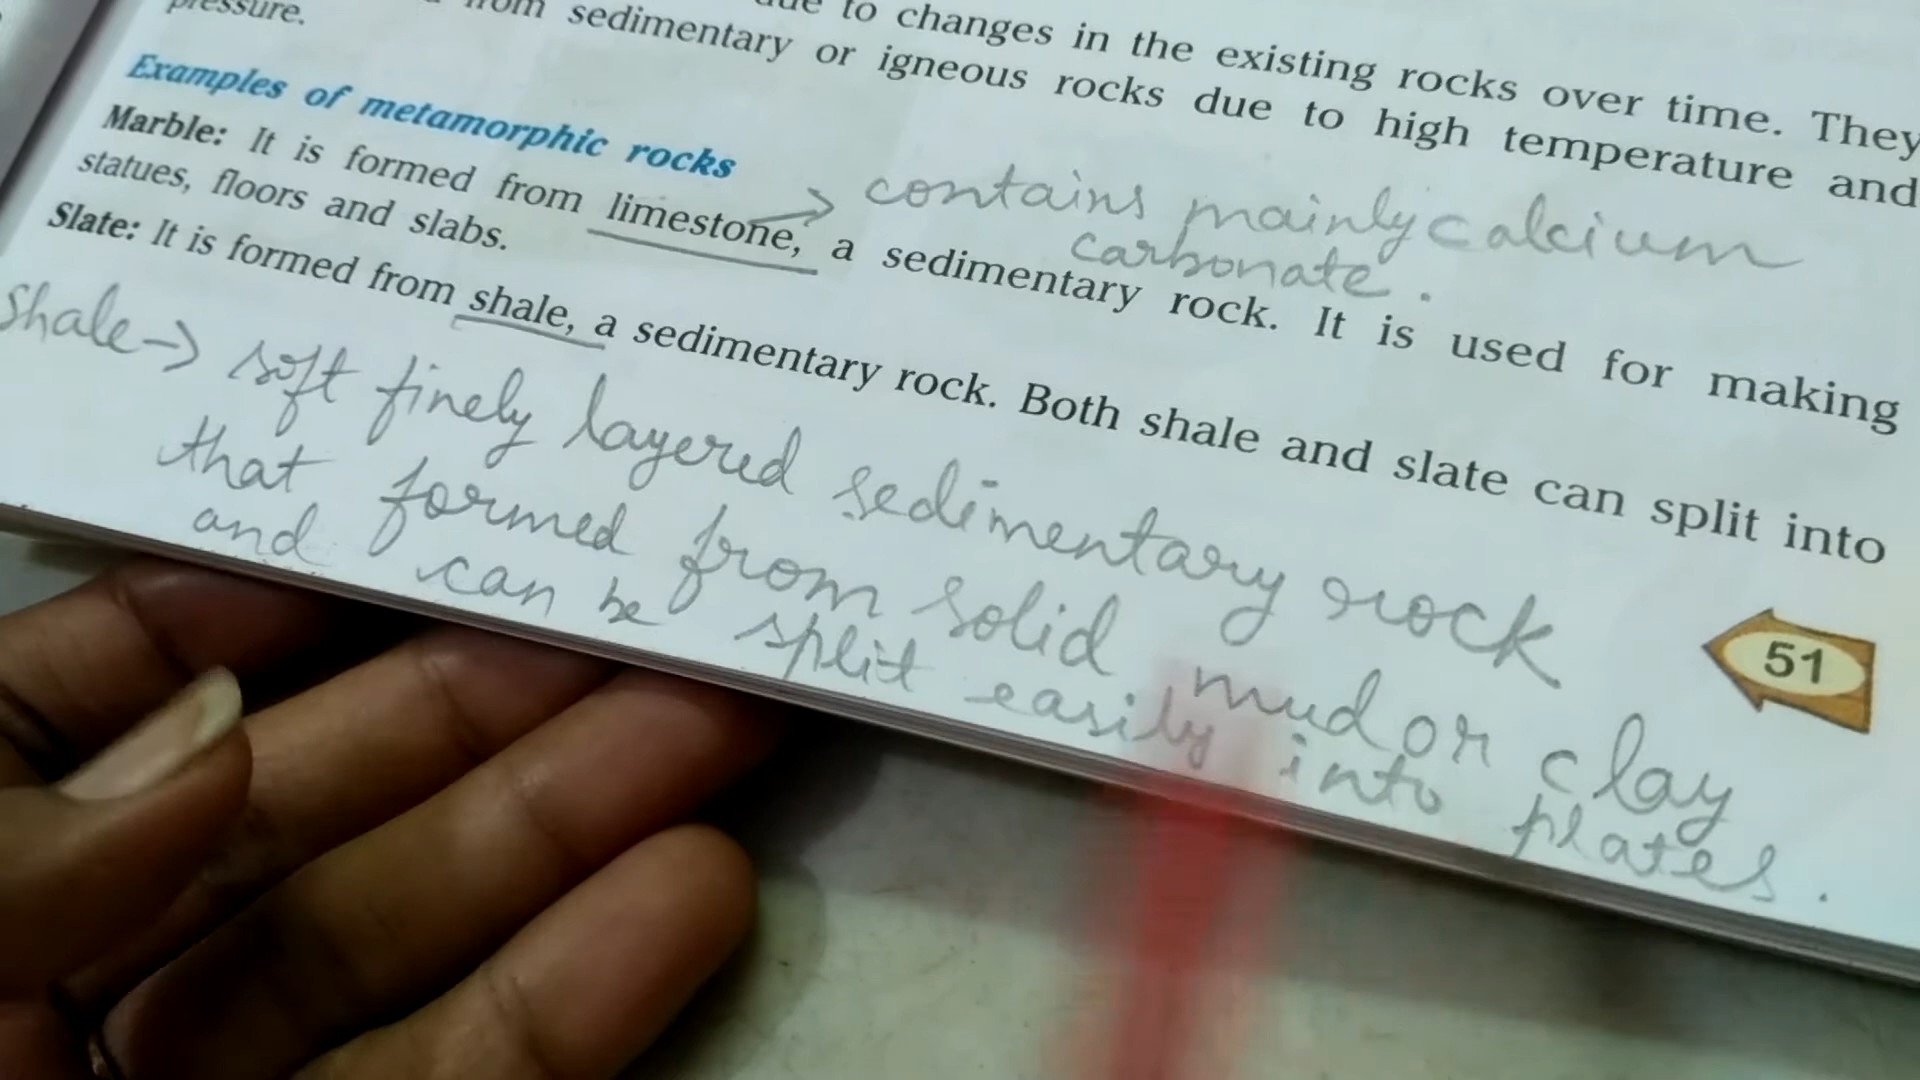 due to changes in the existing rocks over time. They
from sedimentary or igneous rocks due to high temperature and
pressure.
Examples of metamorphic rocks
contains mainly calcium
carbonate.
Marble: It is formed from limestone, a sedimentary rock. It is used for making
statues, floors and slabs.
Slate: It is formed from shale, a sedimentary rock. Both shale and slate can split into
Shale → soft finely layered sedimentary rock
that formed from solid mud or clay
and can be split easily into plates.
51